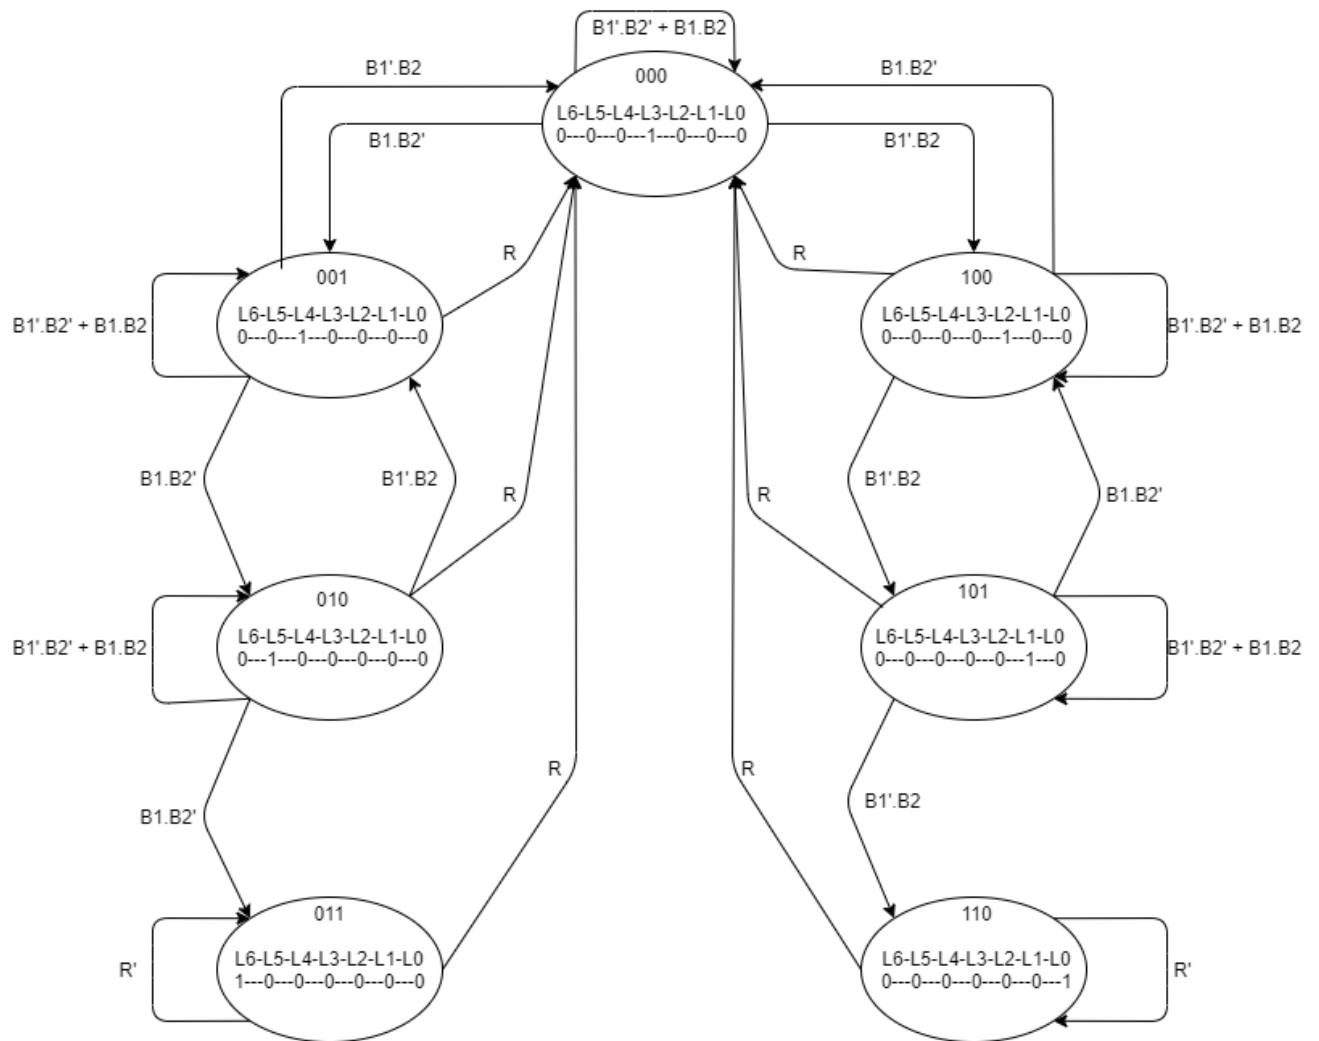 B1'.B2' + B1.B2
B1'.B2
B1.B2'
000
L6-L5-L4-L3-L2-L1-L0
0---0---0---1---0---0---0
B1.B2'
B1'.B2
R
R
001
L6-L5-L4-L3-L2-L1-L0
0---0---1---0---0---0---0
100
L6-L5-L4-L3-L2-L1-L0
0---0---0---0---1---0---0
B1'.B2' + B1.B2
B1'.B2' + B1.B2
B1.B2'
B1'.B2
R
R
B1'.B2
B1.B2'
010
L6-L5-L4-L3-L2-L1-L0
0---1---0---0---0---0---0
101
L6-L5-L4-L3-L2-L1-L0
0---0---0---0---0---1---0
B1'.B2' + B1.B2
B1'.B2' + B1.B2
R
R
B1.B2'
B1'.B2
011
L6-L5-L4-L3-L2-L1-L0
1---0---0---0---0---0---0
110
L6-L5-L4-L3-L2-L1-L0
0---0---0---0---0---0---1
R'
R'